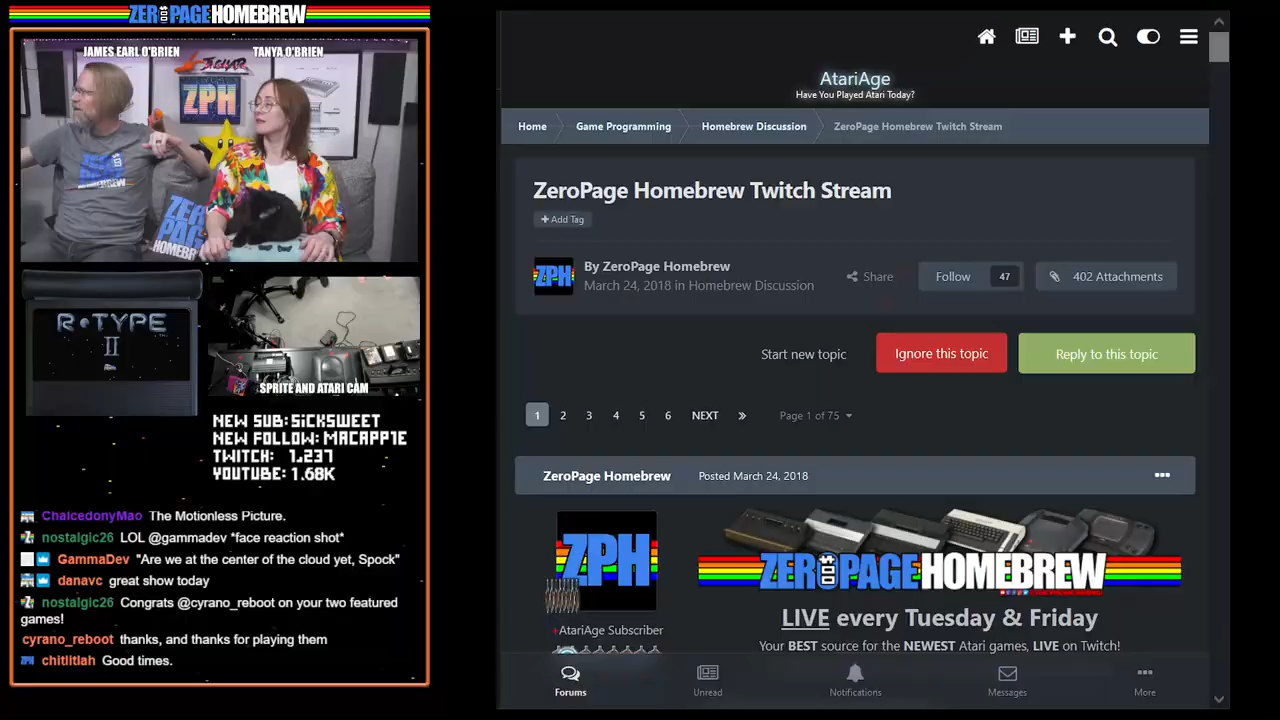 ZEROPAGE HOMEBREW
JAMES EARL O'BRIEN
TANYA O'BRIEN
JAGUAR
ZPH
ZERO
PAGE
HOMEBREW
R•TYPE
II
SPRITE AND ATARI CAM
NEW SUB: SICKSWEET
NEW FOLLOW: MACAPP1E
TWITCH: 1,237
YOUTUBE: 1.68K
ChalcedonyMao The Motionless Picture.
nostalgic26 LOL @gammadev *face reaction shot*
GammaDev "Are we at the center of the cloud yet, Spock"
danavc great show today
nostalgic26 Congrats @cyrano_reboot on your two featured
games!
cyrano_reboot thanks, and thanks for playing them
chitlitlah Good times.
AtariAge
Have You Played Atari Today?
Home Game Programming Homebrew Discussion ZeroPage Homebrew Twitch Stream
ZeroPage Homebrew Twitch Stream
+ Add Tag
ZPH
By ZeroPage Homebrew
March 24, 2018 in Homebrew Discussion
Share Follow 47 402 Attachments
Start new topic Ignore this topic Reply to this topic
1 2 3 4 5 6 NEXT » Page 1 of 75
ZeroPage Homebrew Posted March 24, 2018
ZPH
ZEROPAGE HOMEBREW
LIVE every Tuesday & Friday
+AtariAge Subscriber
Your BEST source for the NEWEST Atari games, LIVE on Twitch!
Forums Unread Notifications Messages More